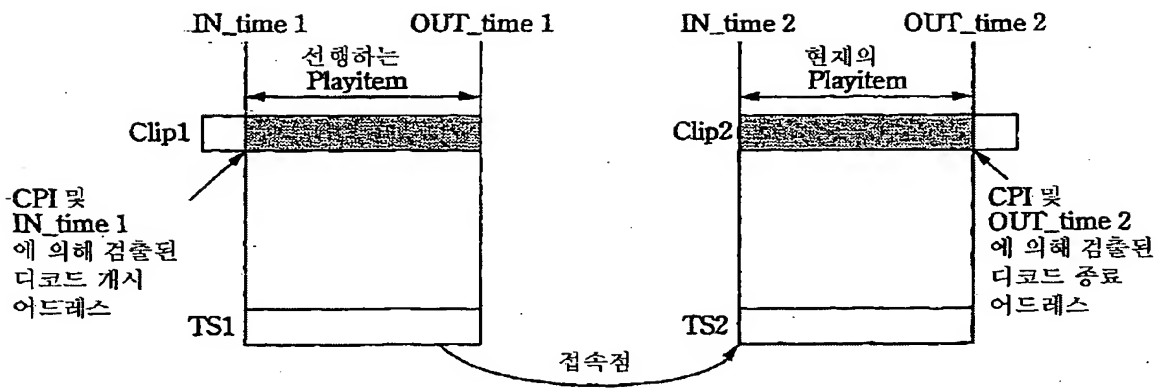 IN_time 1
OUT_time 1
IN_time 2
OUT_time 2
선행하는
Playitem
현재의
Playitem
Clip1
Clip2
CPI 및
IN_time 1
에 의해 검출된
디코드 개시
어드레스
CPI 및
OUT_time 2
에 의해 검출된
디코드 종료
어드레스
TS1
TS2
접속점